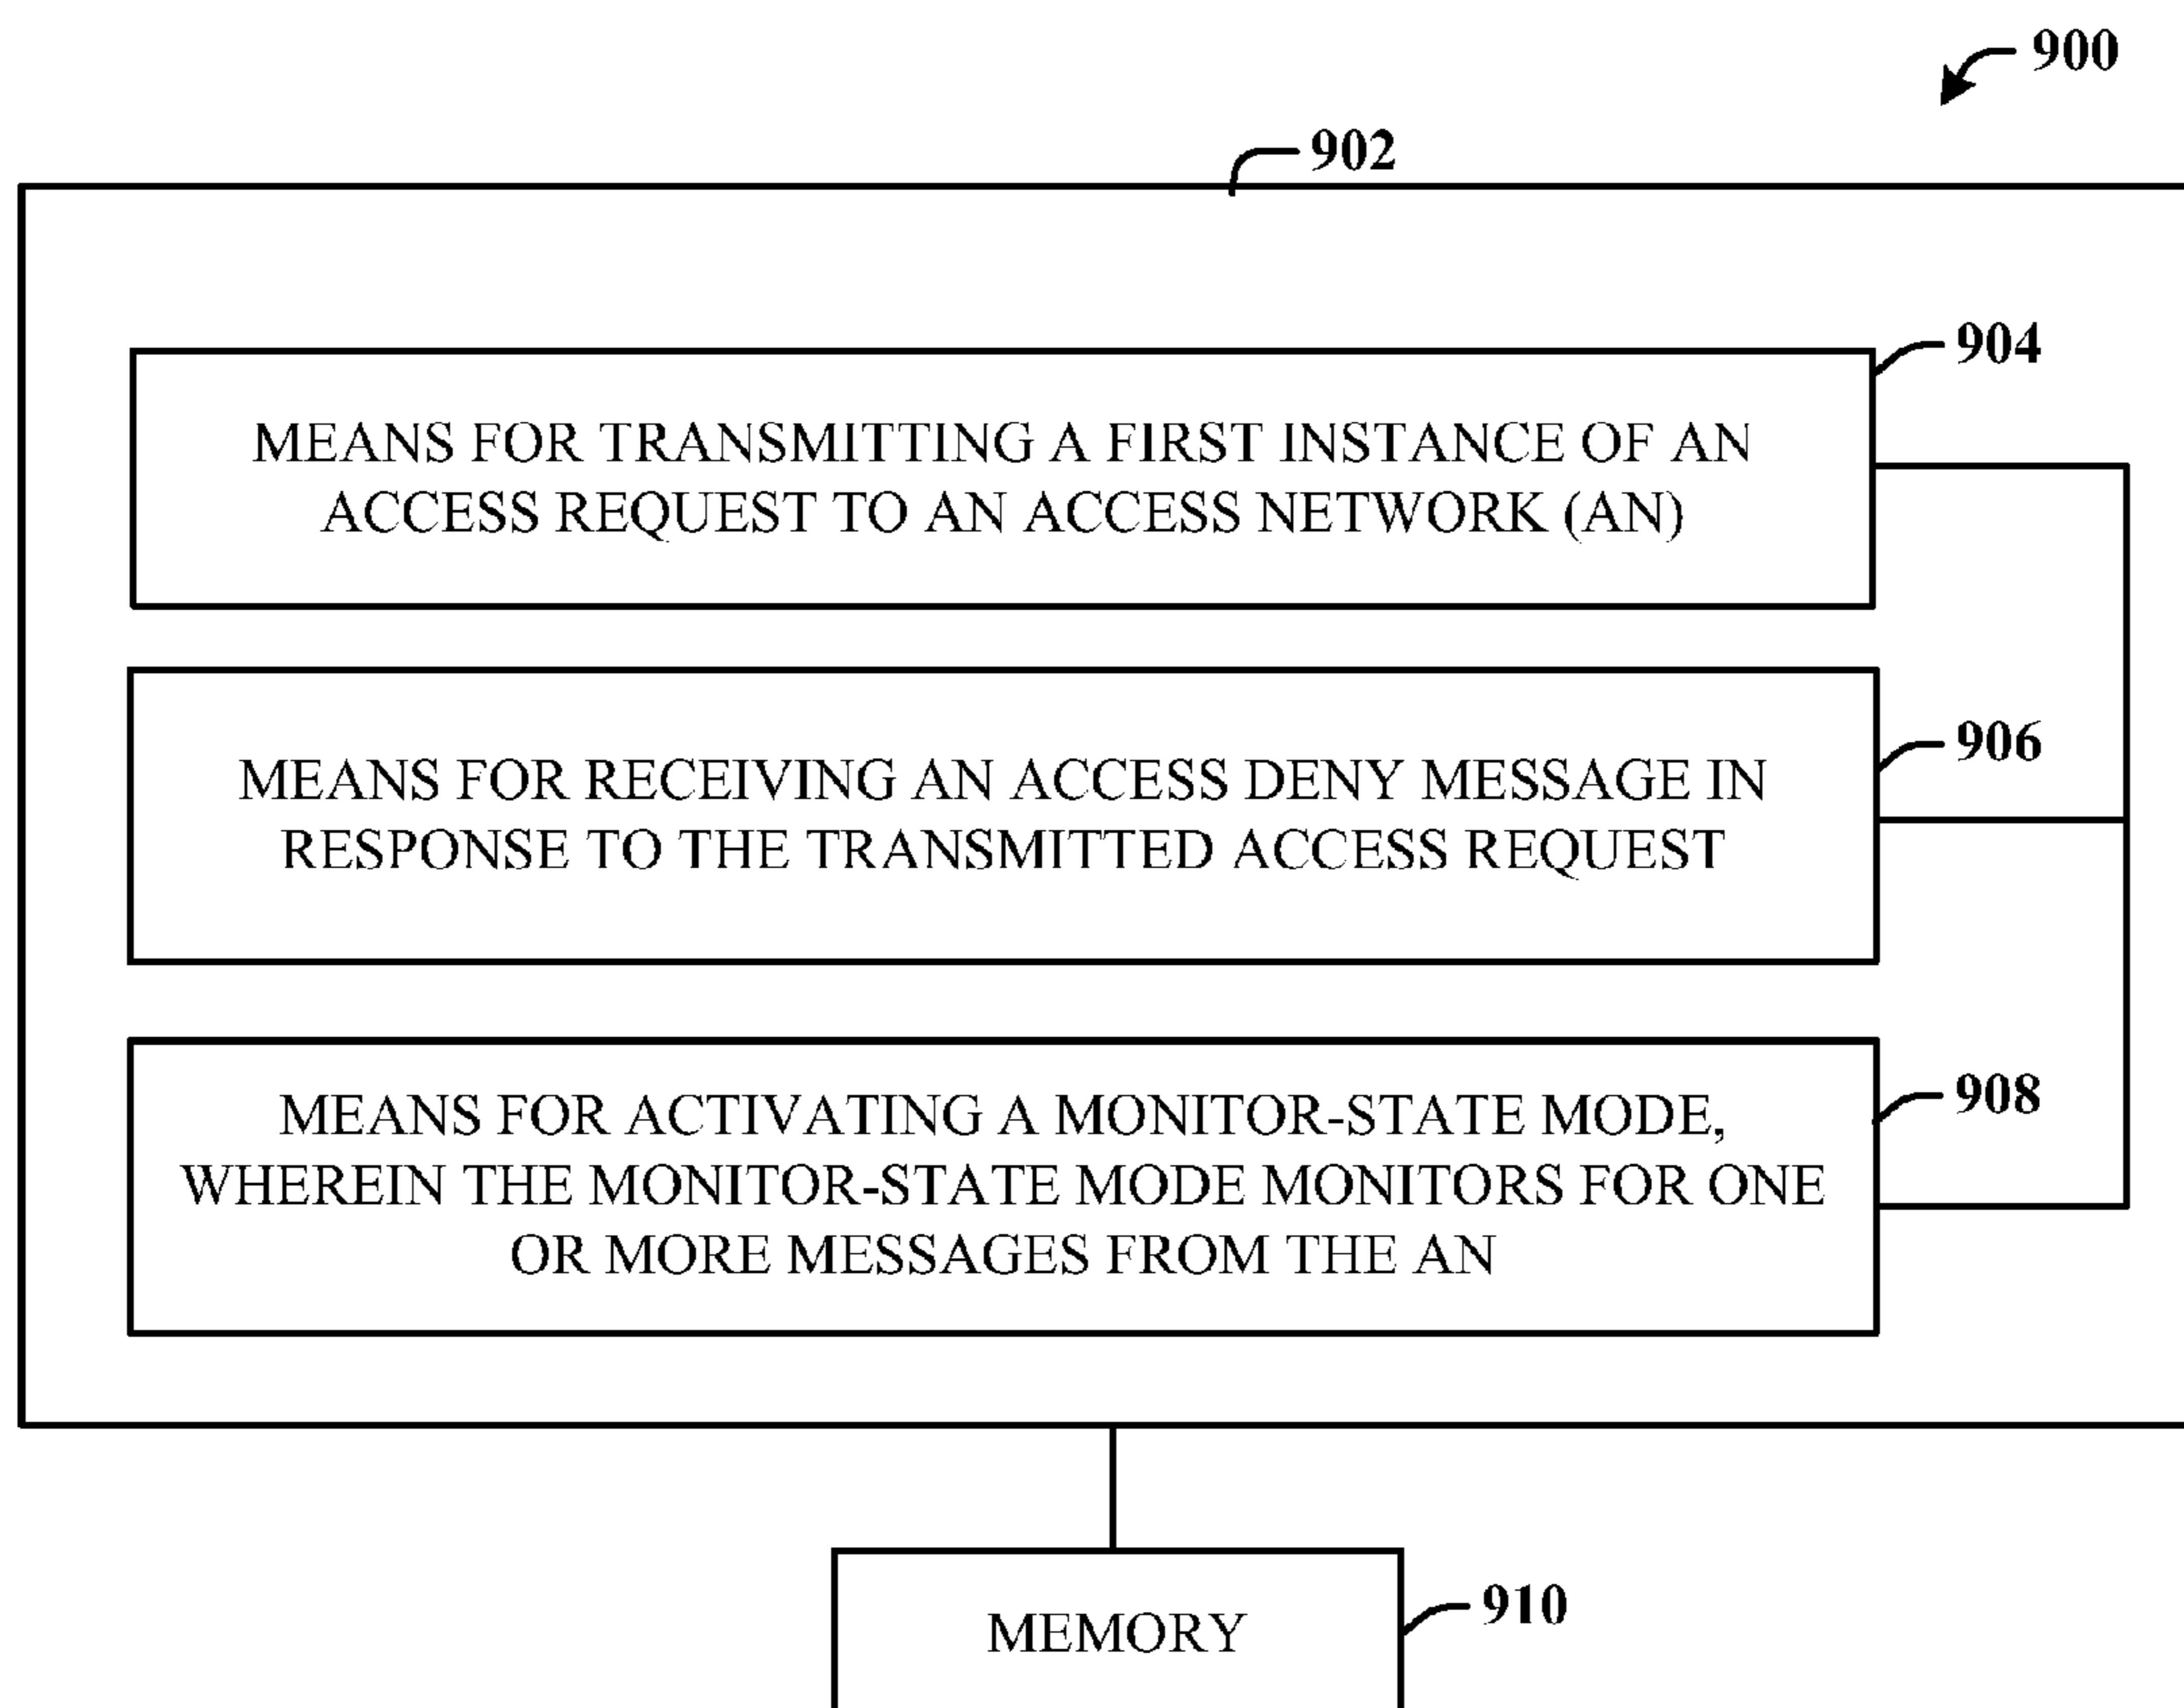 900
902
904
MEANS FOR TRANSMITTING A FIRST INSTANCE OF AN
ACCESS REQUEST TO AN ACCESS NETWORK (AN)
906
MEANS FOR RECEIVING AN ACCESS DENY MESSAGE IN
RESPONSE TO THE TRANSMITTED ACCESS REQUEST
908
MEANS FOR ACTIVATING A MONITOR-STATE MODE,
WHEREIN THE MONITOR-STATE MODE MONITORS FOR ONE
OR MORE MESSAGES FROM THE AN
910
MEMORY